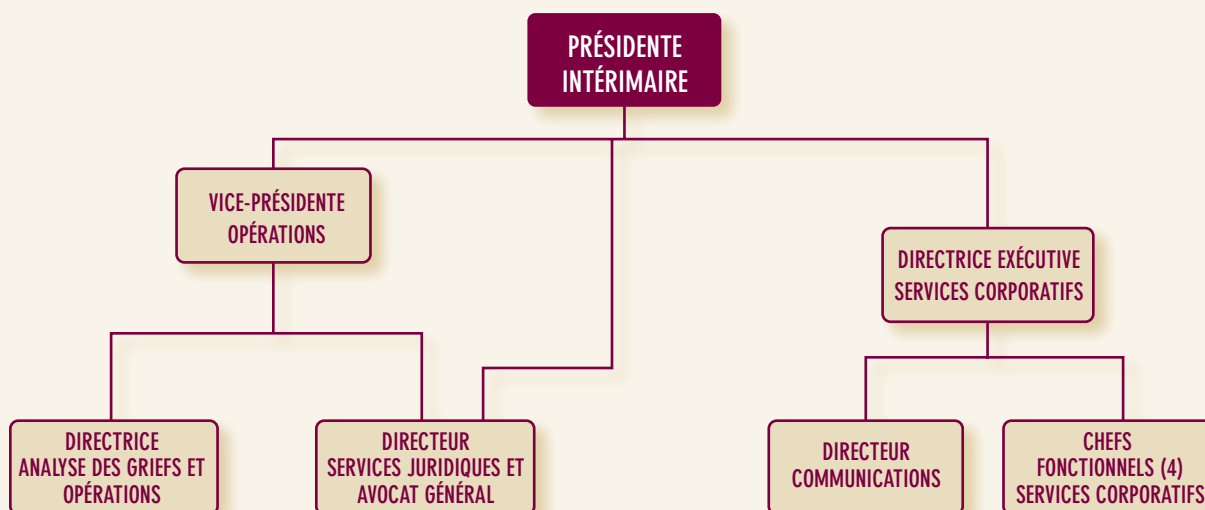 PRÉSIDENTE
INTÉRIMAIRE
VICE-PRÉSIDENTE
OPÉRATIONS
DIRECTRICE EXÉCUTIVE
SERVICES CORPORATIFS
DIRECTRICE
ANALYSE DES GRIEFS ET
OPÉRATIONS
DIRECTEUR
SERVICES JURIDIQUES ET
AVOCAT GÉNÉRAL
DIRECTEUR
COMMUNICATIONS
CHEFS
FONCTIONNELS (4)
SERVICES CORPORATIFS